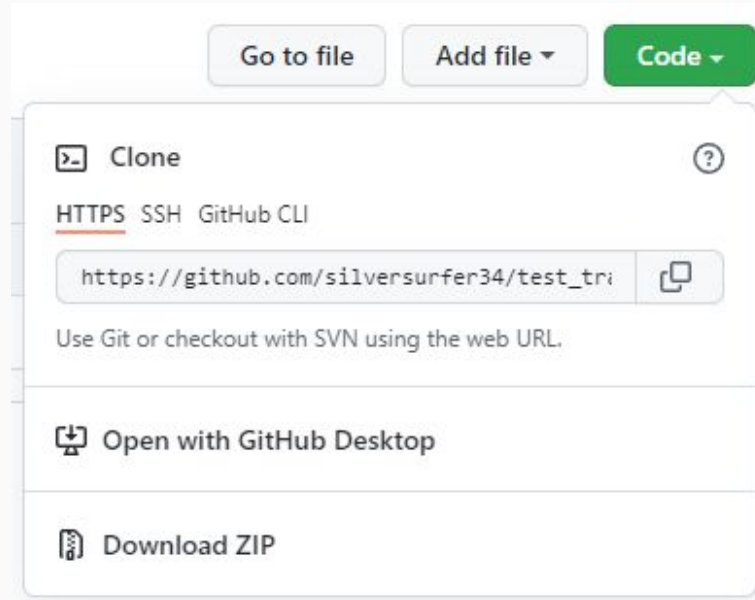 Go to file Add file Code
Clone
HTTPS SSH GitHub CLI
https://github.com/silversurfer34/test_tra
Use Git or checkout with SVN using the web URL.
Open with GitHub Desktop
Download ZIP